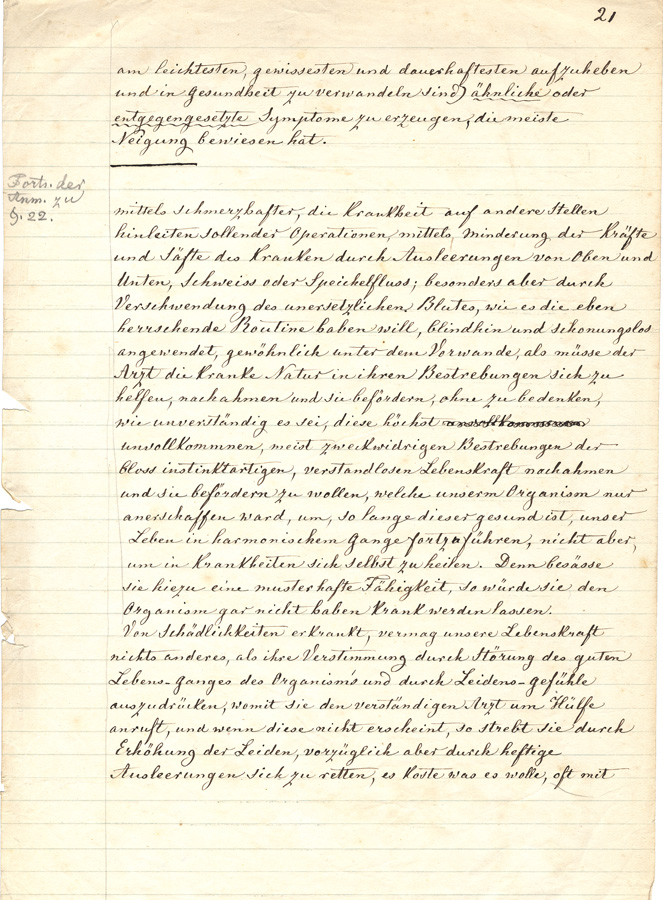 21
am leichtesten, gewissesten und dauerhaftesten aufzuheben
und in Gesundheit zu verwandeln sind) ähnliche oder
entgegengesetzte Symptome zu erzeugen, die meiste
Neigung bewiesen hat.
Forts. der
Anm. zu
§. 22.
mittels schmerzhafter, die Krankheit auf andere Stellen
hinleiten sollender Operationen, mittels Minderung der Kräfte
und Säfte des Kranken durch Ausleerungen von Oben und
Unten, Schweiss oder Speichelfluss; besonders aber durch
Verschwendung des unersetzlichen Blutes, wie es die eben
herrschende Routine haben will, blindhin und schonungslos
angewendet, gewöhnlich unter dem Vorwande, als müsse der
Arzt die kranke Natur in ihren Bestrebungen sich zu
helfen, nachahmen und sie befördern, ohne zu bedenken,
wie unverständig es sei, diese höchst unvollkommenen
unvollkommnen, meist zweckwidrigen Bestrebungen der
bloss instinktartigen, verstandlosen Lebenskraft nachahmen
und sie befördern zu wollen, welche unserm Organism nur
anerschaffen ward, um, so lange dieser gesund ist, unser
Leben in harmonischem Gange fortzuführen, nicht aber,
um in Krankheiten sich selbst zu heilen. Denn besässe
sie hiezu eine musterhafte Fähigkeit, so würde sie den
Organism gar nicht haben krank werden lassen.
Von Schädlichkeiten erkrankt, vermag unsere Lebenskraft
nichts anderes, als ihre Verstimmung durch Störung des guten
Lebens-Ganges des Organism's und durch Leidens-Gefühle
auszudrücken, womit sie den verständigen Arzt um Hülfe
anruft, und wenn diese nicht erscheint, so strebt sie durch
Erhöhung der Leiden, vorzüglich aber durch heftige
Ausleerungen sich zu retten, es koste was es wolle, oft mit